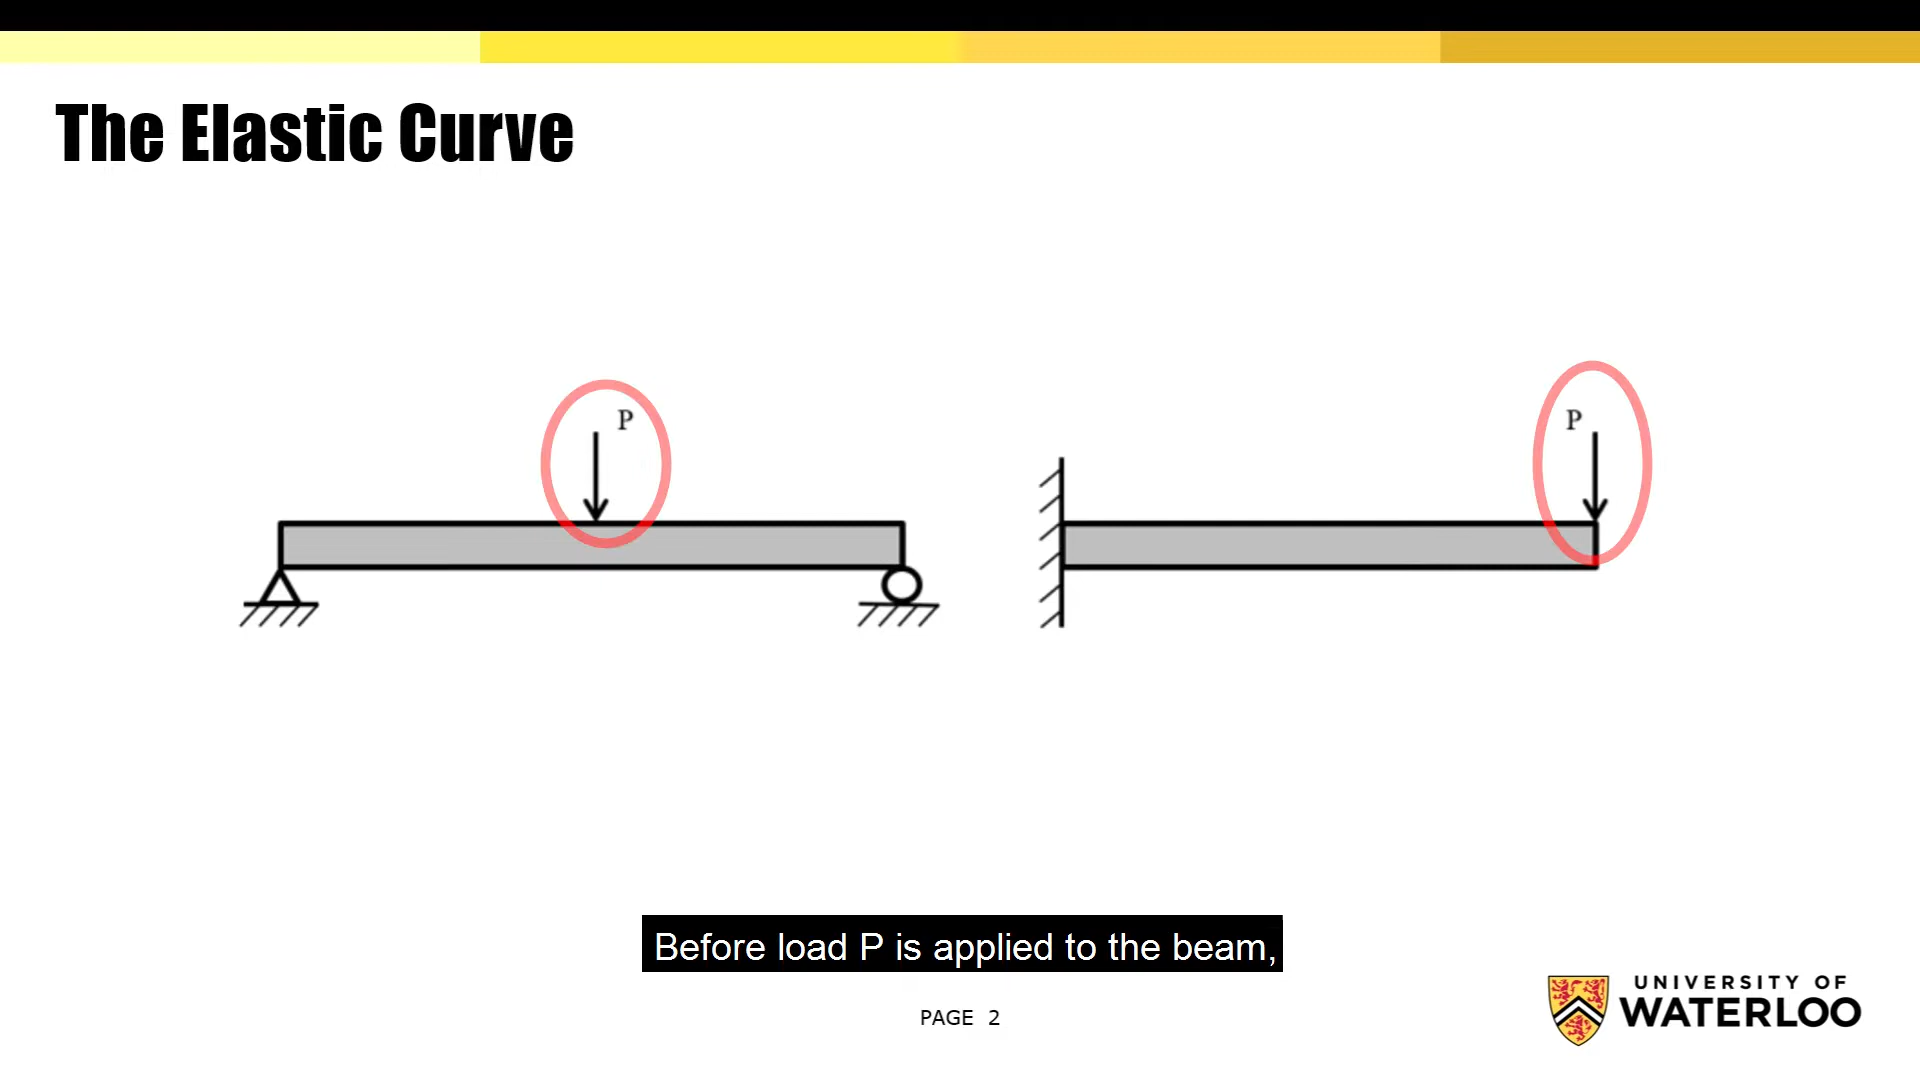 The Elastic Curve
P
P
Before load P is applied to the beam,
PAGE 2
UNIVERSITY OF
WATERLOO